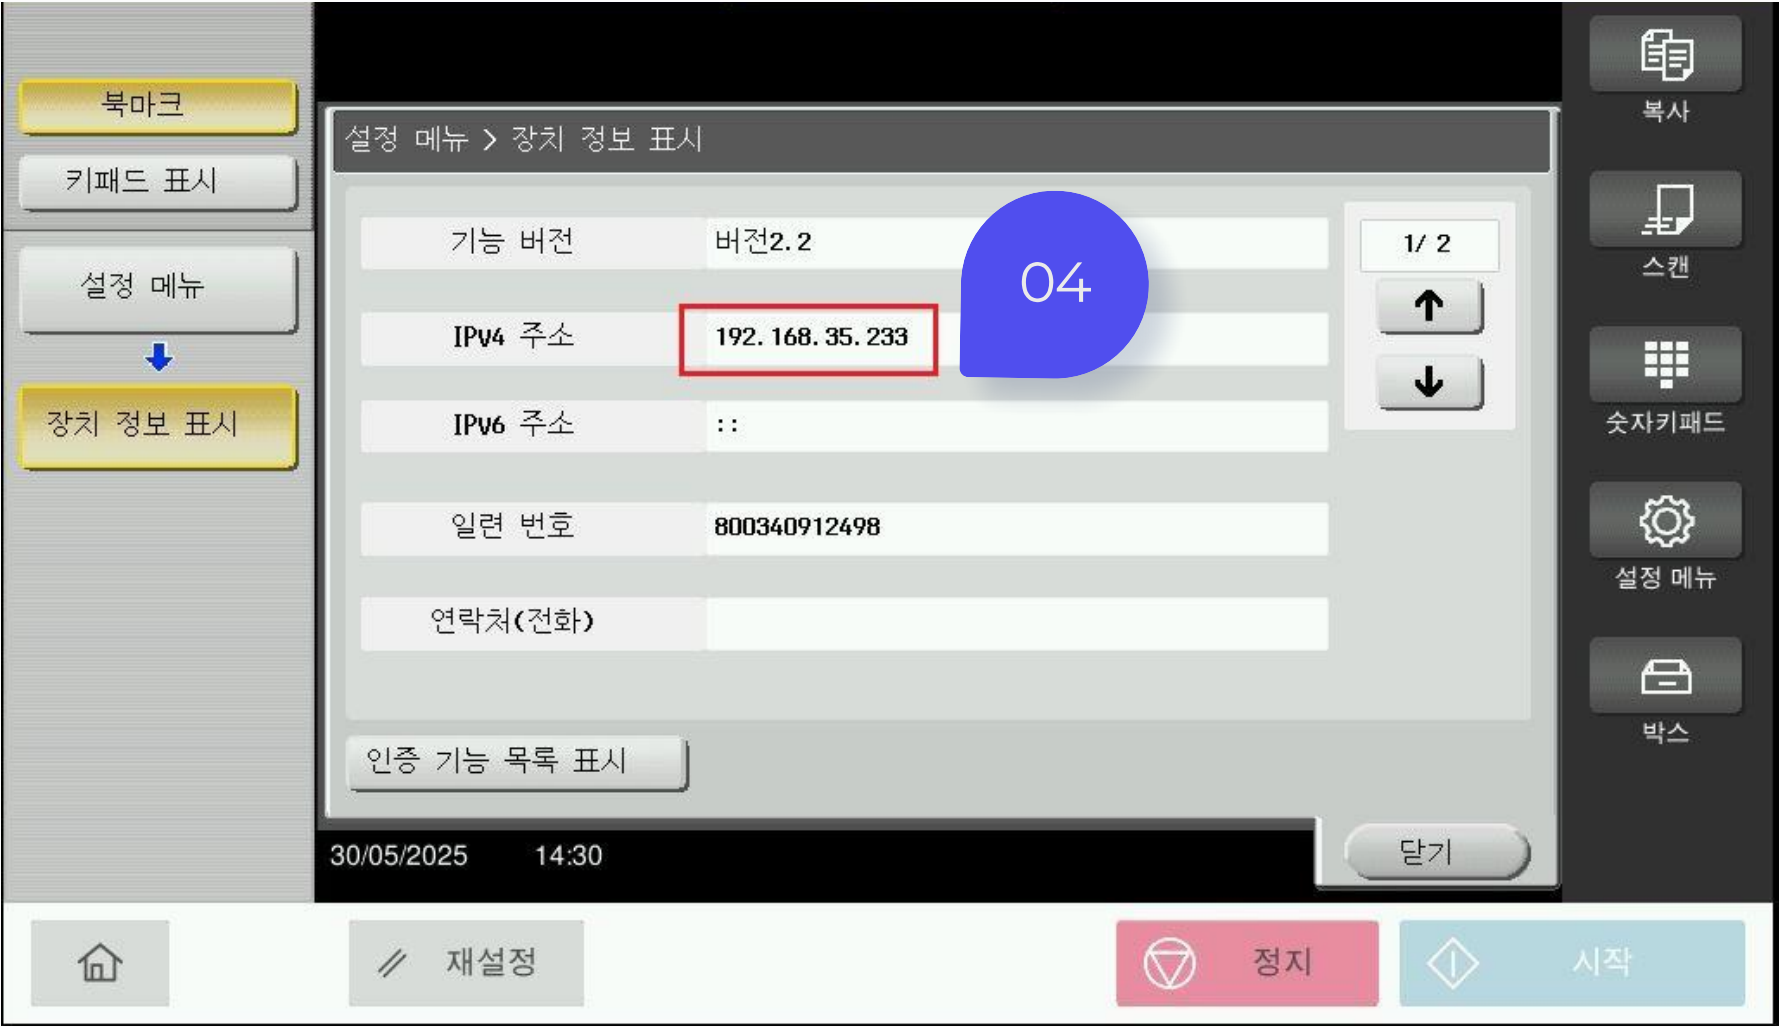 북마크
키패드 표시
설정 메뉴
장치 정보 표시
설정 메뉴 > 장치 정보 표시
기능 버전 버전2.2
IPv4 주소 192.168.35.233
04
IPv6 주소 ::
일련 번호 800340912498
연락처(전화)
1/ 2
인증 기능 목록 표시
30/05/2025 14:30
닫기
복사
스캔
숫자키패드
설정 메뉴
박스
재설정
정지
시작